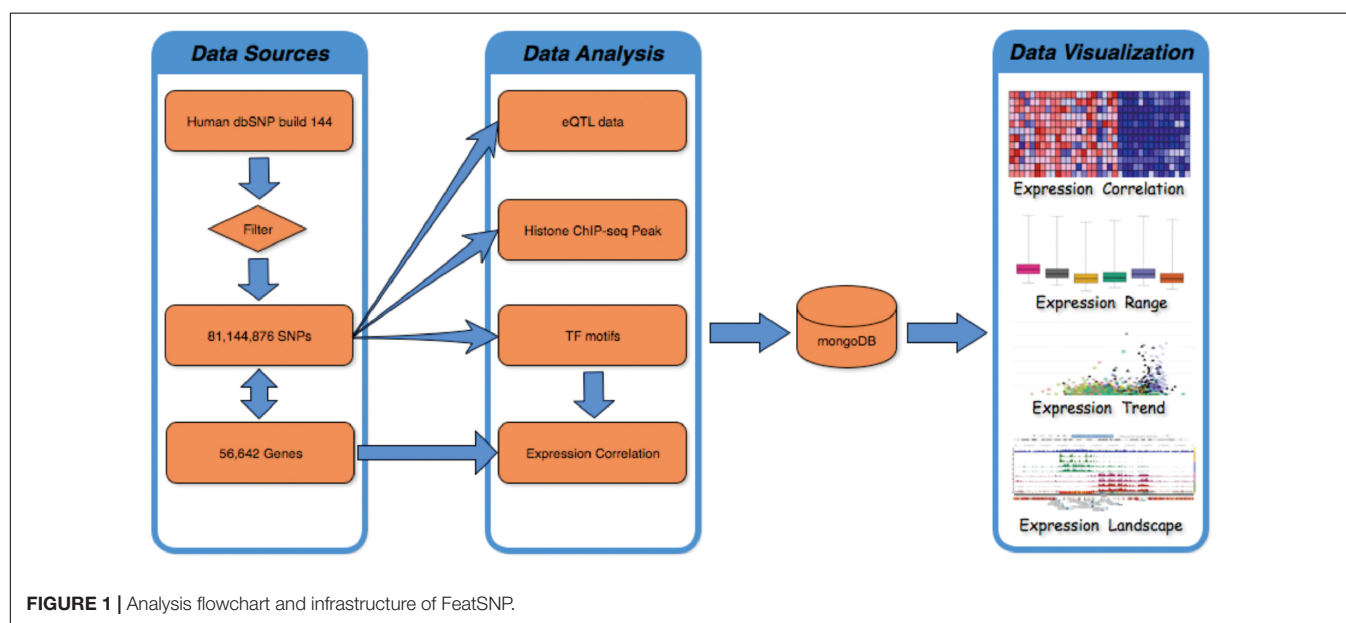 Data Sources
Human dbSNP build 144
Filter
81,144,876 SNPs
56,642 Genes
Data Analysis
eQTL data
Histone ChIP-seq Peak
TF motifs
Expression Correlation
mongoDB
Data Visualization
Expression Correlation
Expression Range
Expression Trend
Expression Landscape
FIGURE 1 | Analysis flowchart and infrastructure of FeatSNP.